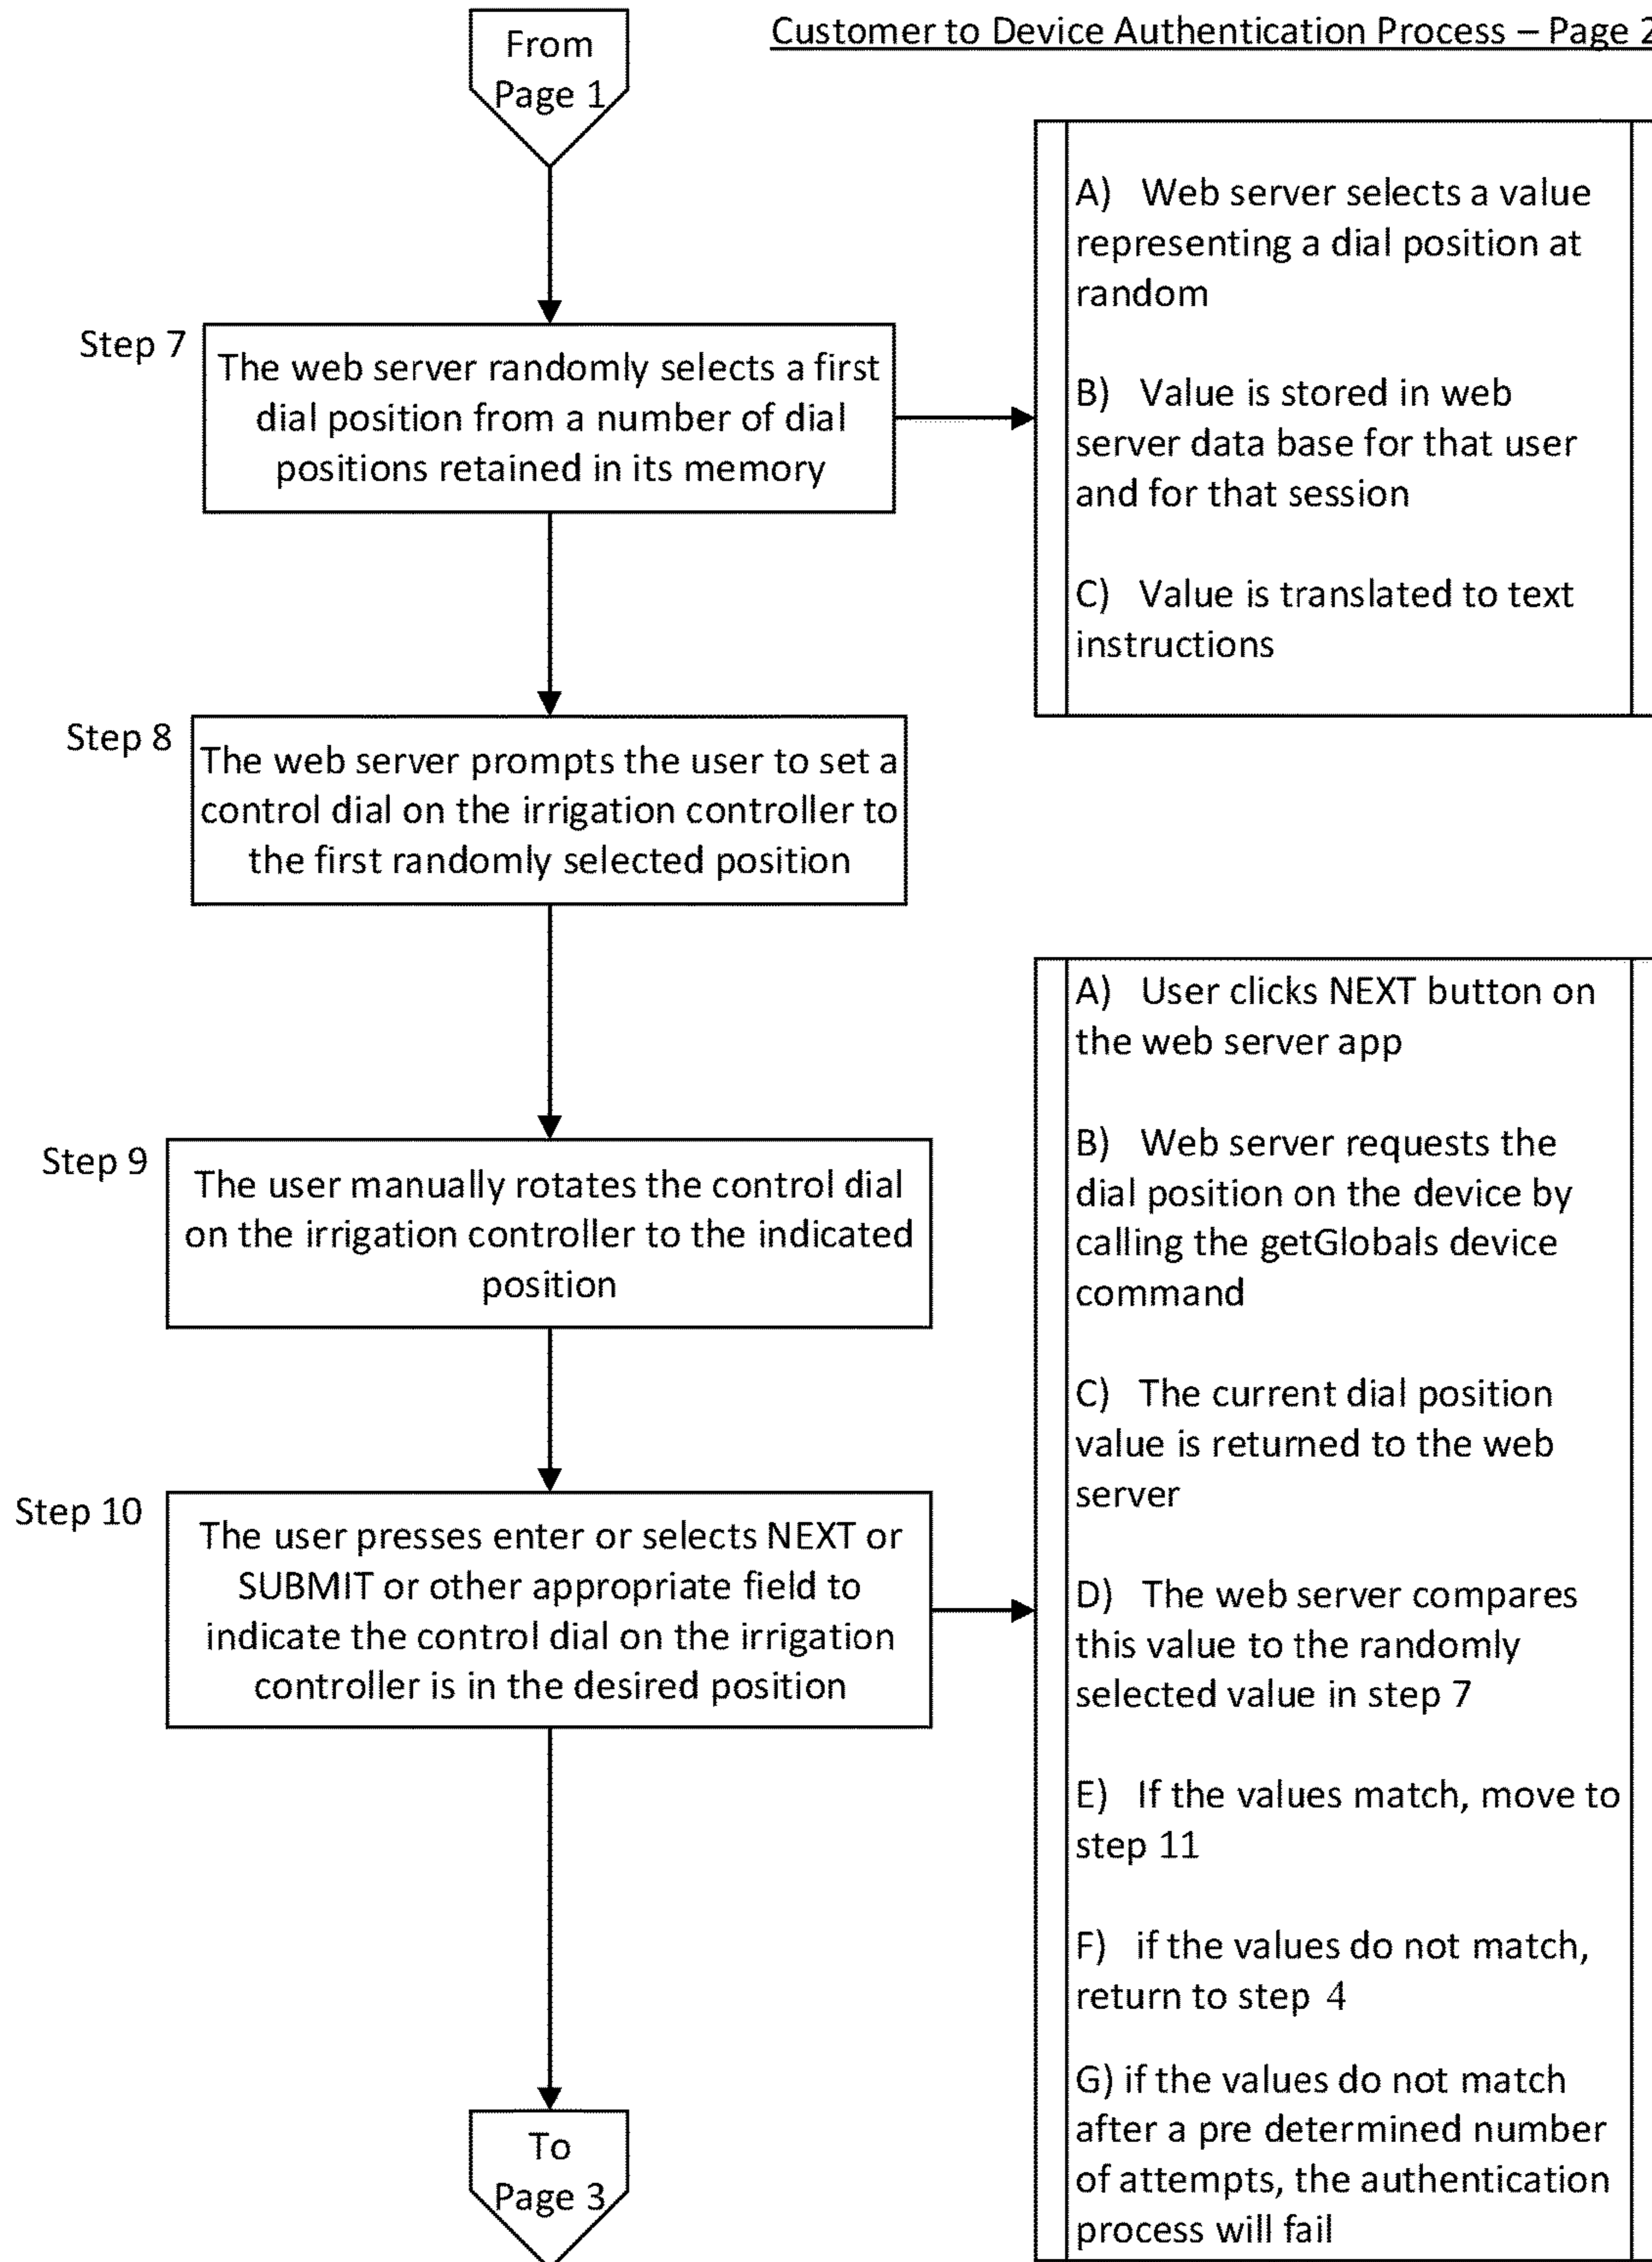 Customer to Device Authentication Process – Page 2
From
Page 1
Step 7
The web server randomly selects a first
dial position from a number of dial
positions retained in its memory
A) Web server selects a value
representing a dial position at
random
B) Value is stored in web
server data base for that user
and for that session
C) Value is translated to text
instructions
Step 8
The web server prompts the user to set a
control dial on the irrigation controller to
the first randomly selected position
Step 9
The user manually rotates the control dial
on the irrigation controller to the indicated
position
Step 10
The user presses enter or selects NEXT or
SUBMIT or other appropriate field to
indicate the control dial on the irrigation
controller is in the desired position
A) User clicks NEXT button on
the web server app
B) Web server requests the
dial position on the device by
calling the getGlobals device
command
C) The current dial position
value is returned to the web
server
D) The web server compares
this value to the randomly
selected value in step 7
E) If the values match, move to
step 11
F) if the values do not match,
return to step 4
G) if the values do not match
after a pre determined number
of attempts, the authentication
process will fail
To
Page 3